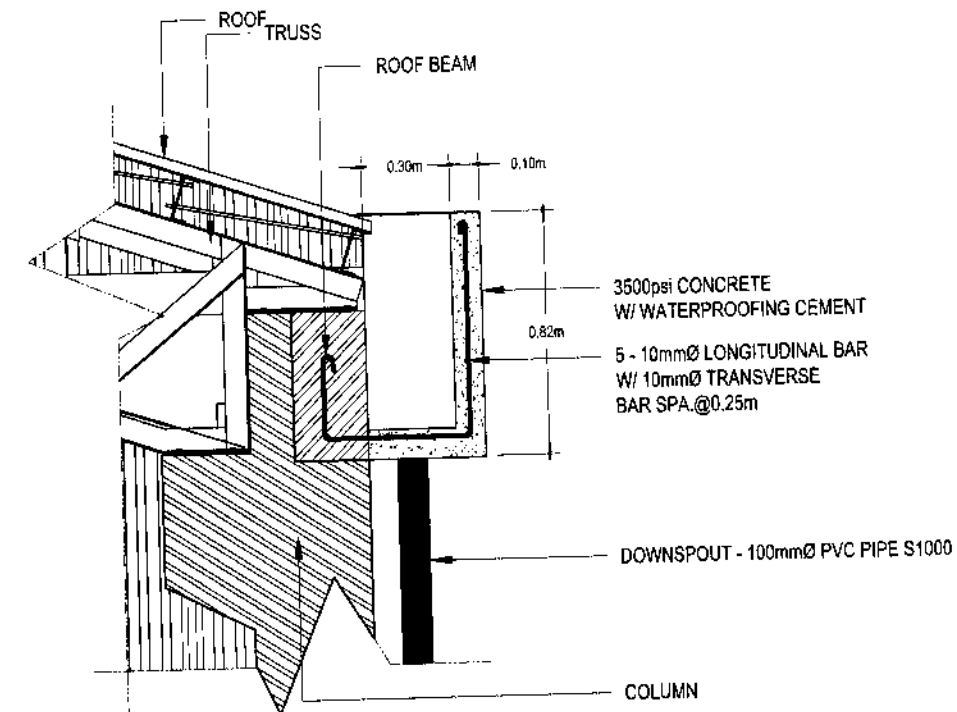 ROOF
TRUSS
ROOF BEAM
0.30m
0.10m
3500psi CONCRETE
W/ WATERPROOFING CEMENT
0.82m
5 - 10mmØ LONGITUDINAL BAR
W/ 10mmØ TRANSVERSE
BAR SPA.@0.25m
DOWNSPOUT - 100mmØ PVC PIPE S1000
COLUMN